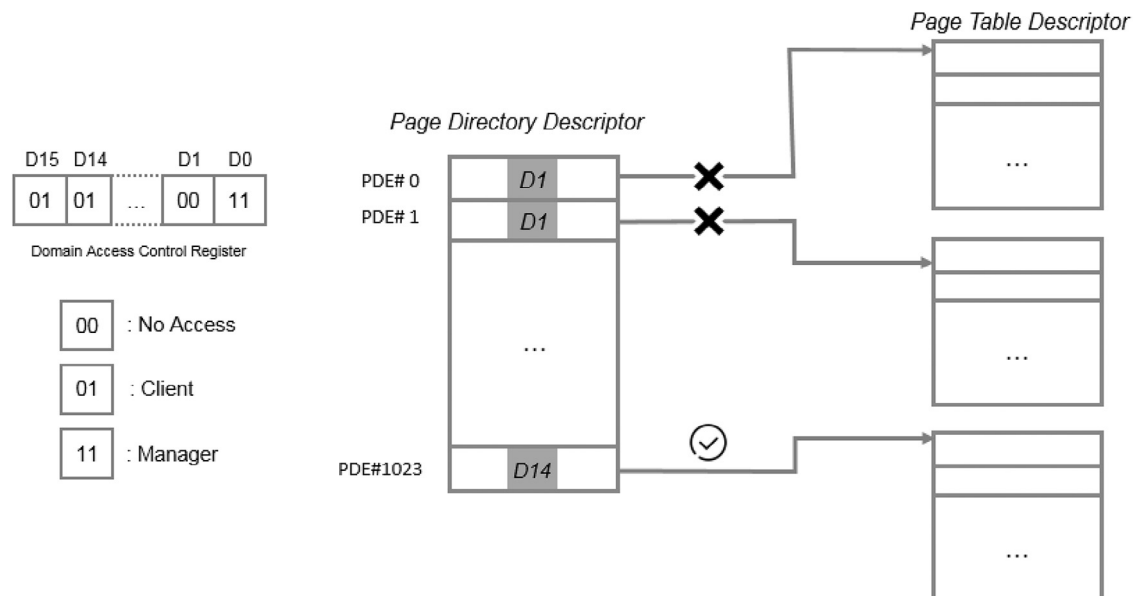 Page Table Descriptor
Page Directory Descriptor
D15 D14 D1 D0
01 01 ... 00 11
Domain Access Control Register
00 : No Access
01 : Client
11 : Manager
PDE# 0 D1
PDE# 1 D1
...
PDE#1023 D14
...
...
...